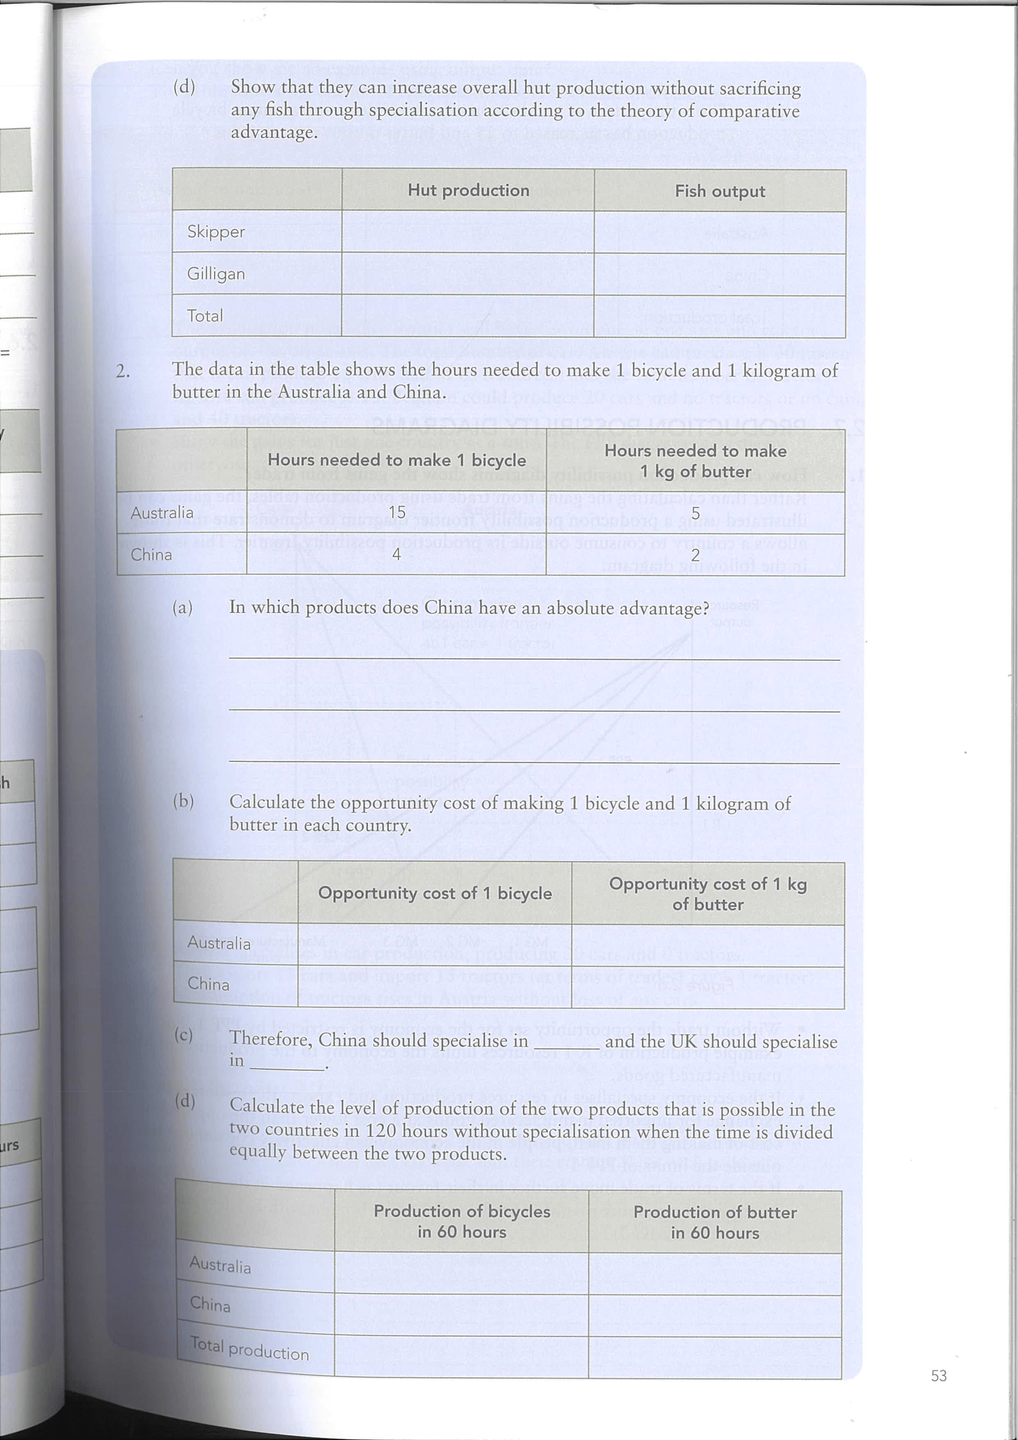 (d) Show that they can increase overall hut production without sacrificing
any fish through specialisation according to the theory of comparative
advantage.
Hut production Fish output
Skipper
Gilligan
Total
2. The data in the table shows the hours needed to make 1 bicycle and 1 kilogram of
butter in the Australia and China.
Hours needed to make 1 bicycle
Hours needed to make
1 kg of butter
Australia 15 5
China 4 2
(a) In which products does China have an absolute advantage?
(b) Calculate the opportunity cost of making 1 bicycle and 1 kilogram of
butter in each country.
Opportunity cost of 1 bicycle
Opportunity cost of 1 kg
of butter
Australia
China
(c) Therefore, China should specialise in ______ and the UK should specialise
in _______.
(d) Calculate the level of production of the two products that is possible in the
two countries in 120 hours without specialisation when the time is divided
equally between the two products.
Production of bicycles
in 60 hours
Production of butter
in 60 hours
Australia
China
Total production
53